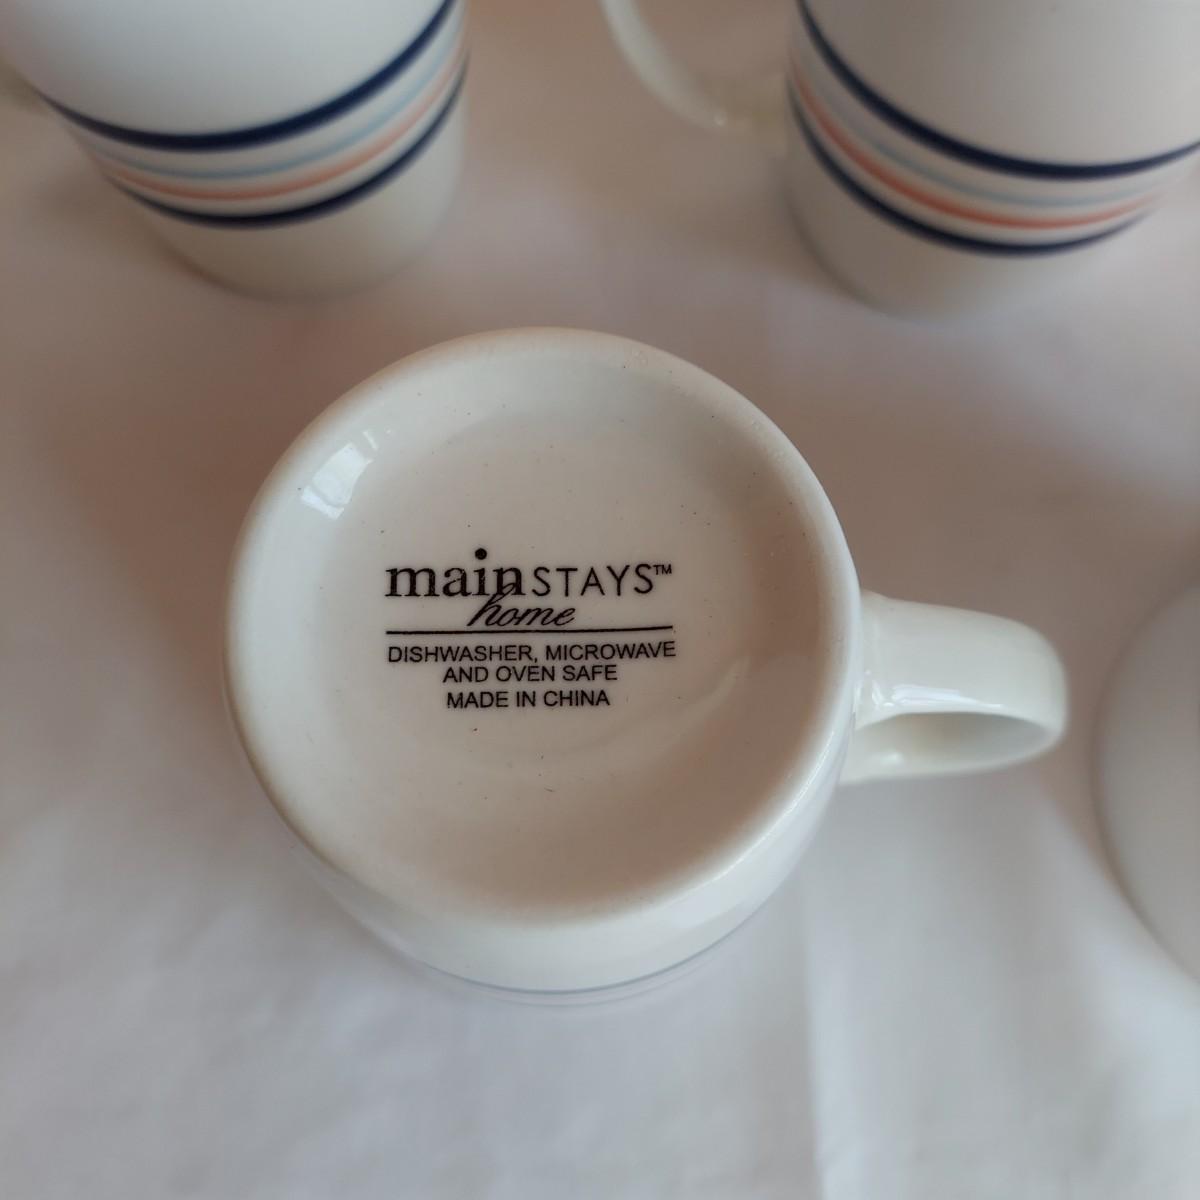 mainSTAYS™
home
DISHWASHER, MICROWAVE
AND OVEN SAFE
MADE IN CHINA